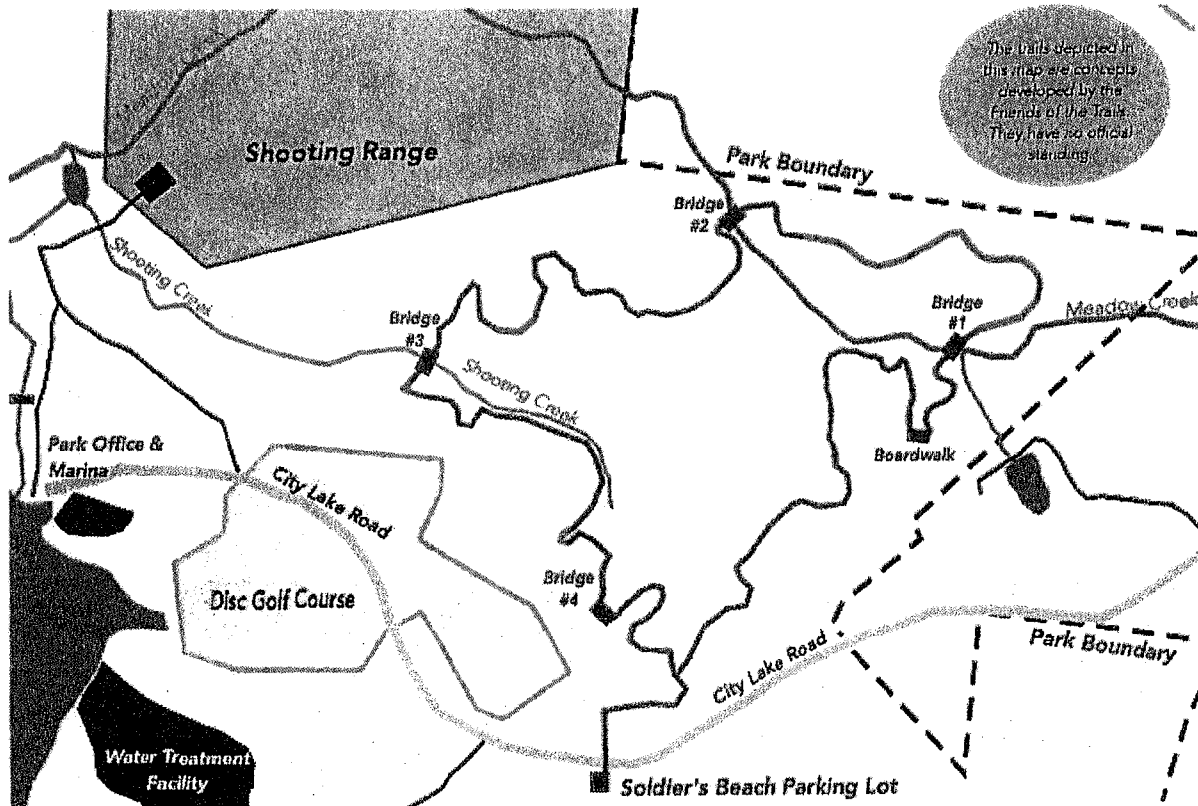 The trails depicted in
this map are concepts
developed by the
Friends of the Trails.
They have no official
standing
Shooting Range
Park Boundary
Bridge
#2
Shooting Creek
Bridge
#1
Meadow Creek
Bridge
#3
Shooting Creek
Boardwalk
Park Office &
Marina
City Lake Road
Disc Golf Course
Bridge
#4
City Lake Road
Park Boundary
Water Treatment
Facility
Soldier's Beach Parking Lot